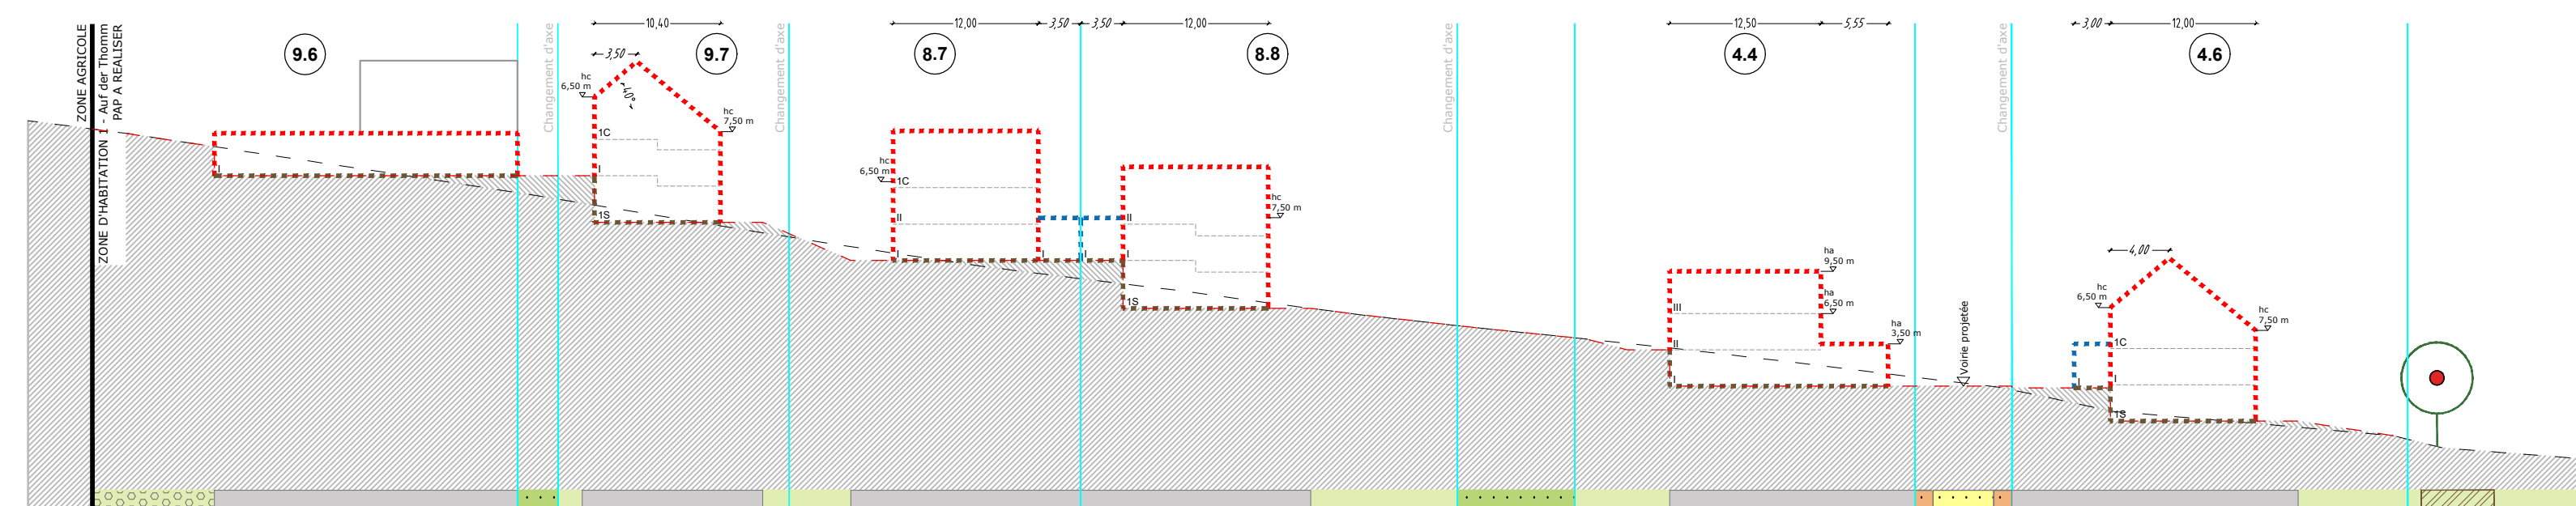 ZONE AGRICOLE
ZONE D'HABITATION 1 - Auf der Thomm
PAP A REALISER
9.6
I
Changement d'axe
10,40
3,50
9.7
hc
6,50 m
40°
hc
7,50 m
1C
I
1S
Changement d'axe
12,00
3,50
3,50
12,00
8.7
8.8
hc
6,50 m
1C
II
I
I
I
II
I
1S
hc
7,50 m
Changement d'axe
12,50
5,55
4.4
ha
9,50 m
ha
6,50 m
ha
3,50 m
III
II
I
Voirie projetée
Changement d'axe
3,00
12,00
4.6
4,00
hc
6,50 m
hc
7,50 m
1C
I
I
1S